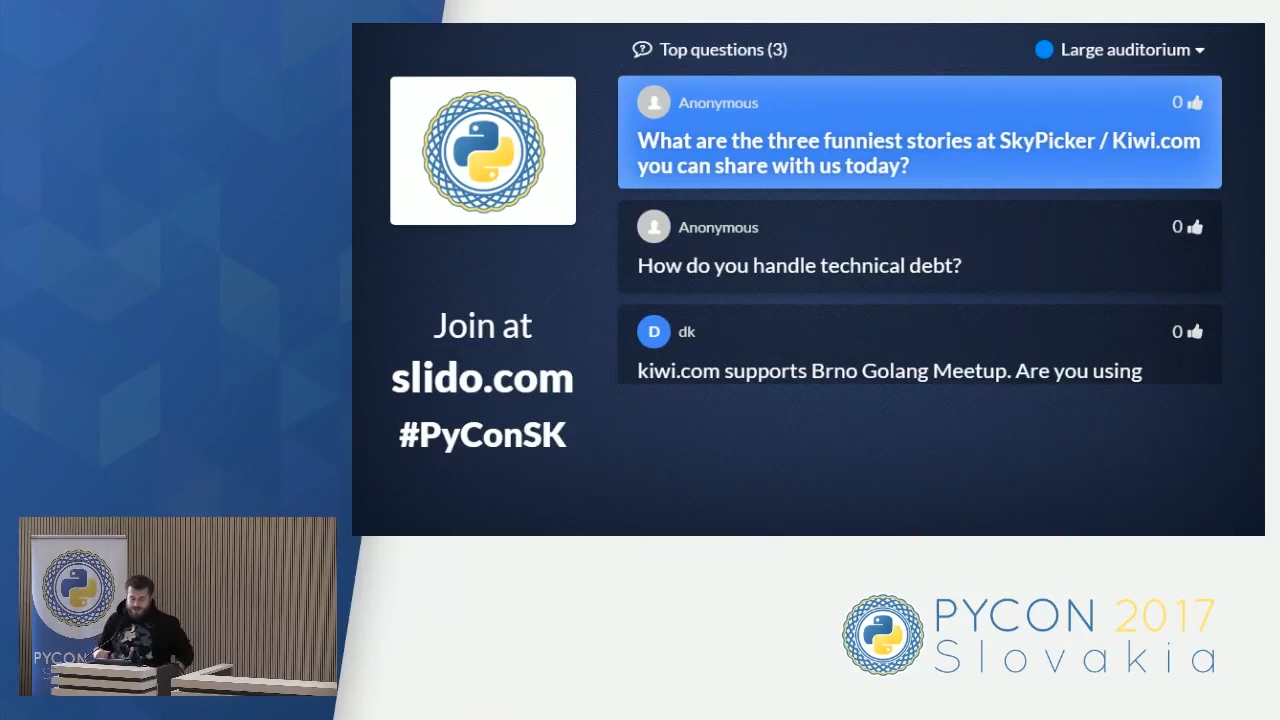 Top questions (3)
Large auditorium
Anonymous
0
What are the three funniest stories at SkyPicker / Kiwi.com
you can share with us today?
Anonymous
0
How do you handle technical debt?
D
dk
0
kiwi.com supports Brno Golang Meetup. Are you using
Join at
slido.com
#PyConSK
PYCON
PYCON 2017
Slovakia